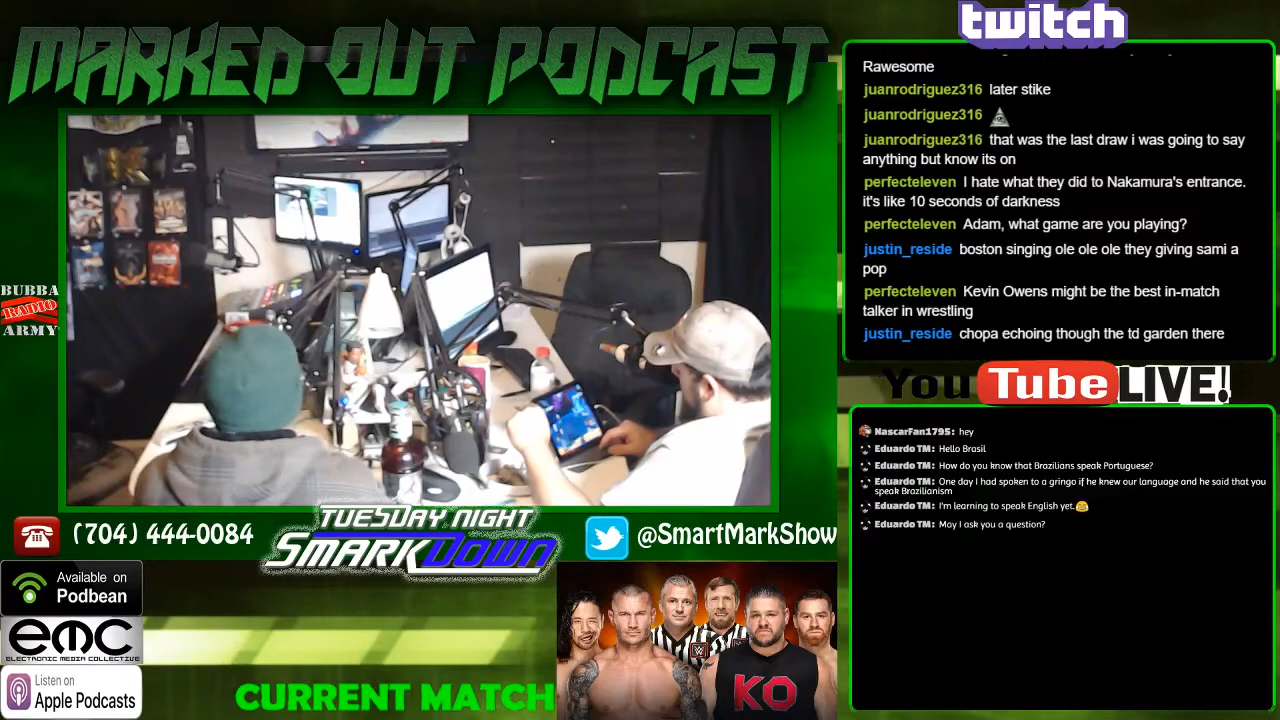 MARKED OUT PODCAST
twitch
Rawesome
juanrodriguez316 later stike
juanrodriguez316
juanrodriguez316 that was the last draw i was going to say
anything but know its on
perfecteleven I hate what they did to Nakamura's entrance.
it's like 10 seconds of darkness
perfecteleven Adam, what game are you playing?
justin_reside boston singing ole ole ole they giving sami a
pop
perfecteleven Kevin Owens might be the best in-match
talker in wrestling
justin_reside chopa echoing though the td garden there
BUBBA
RADIO
ARMY
You Tube LIVE!
NascarFan1795: hey
Eduardo TM: Hello Brasil
Eduardo TM: How do you know that Brazilians speak Portuguese?
Eduardo TM: One day I had spoken to a gringo if he knew our language and he said that you
speak Brazilianism
Eduardo TM: I'm learning to speak English yet.😂
Eduardo TM: May I ask you a question?
(704) 444-0084
TUESDAY NIGHT
SMARKDOWN
@SmartMarkShow
Available on
Podbean
emc
ELECTRONIC MEDIA COLLECTIVE
Listen on
Apple Podcasts
CURRENT MATCH
W
KO